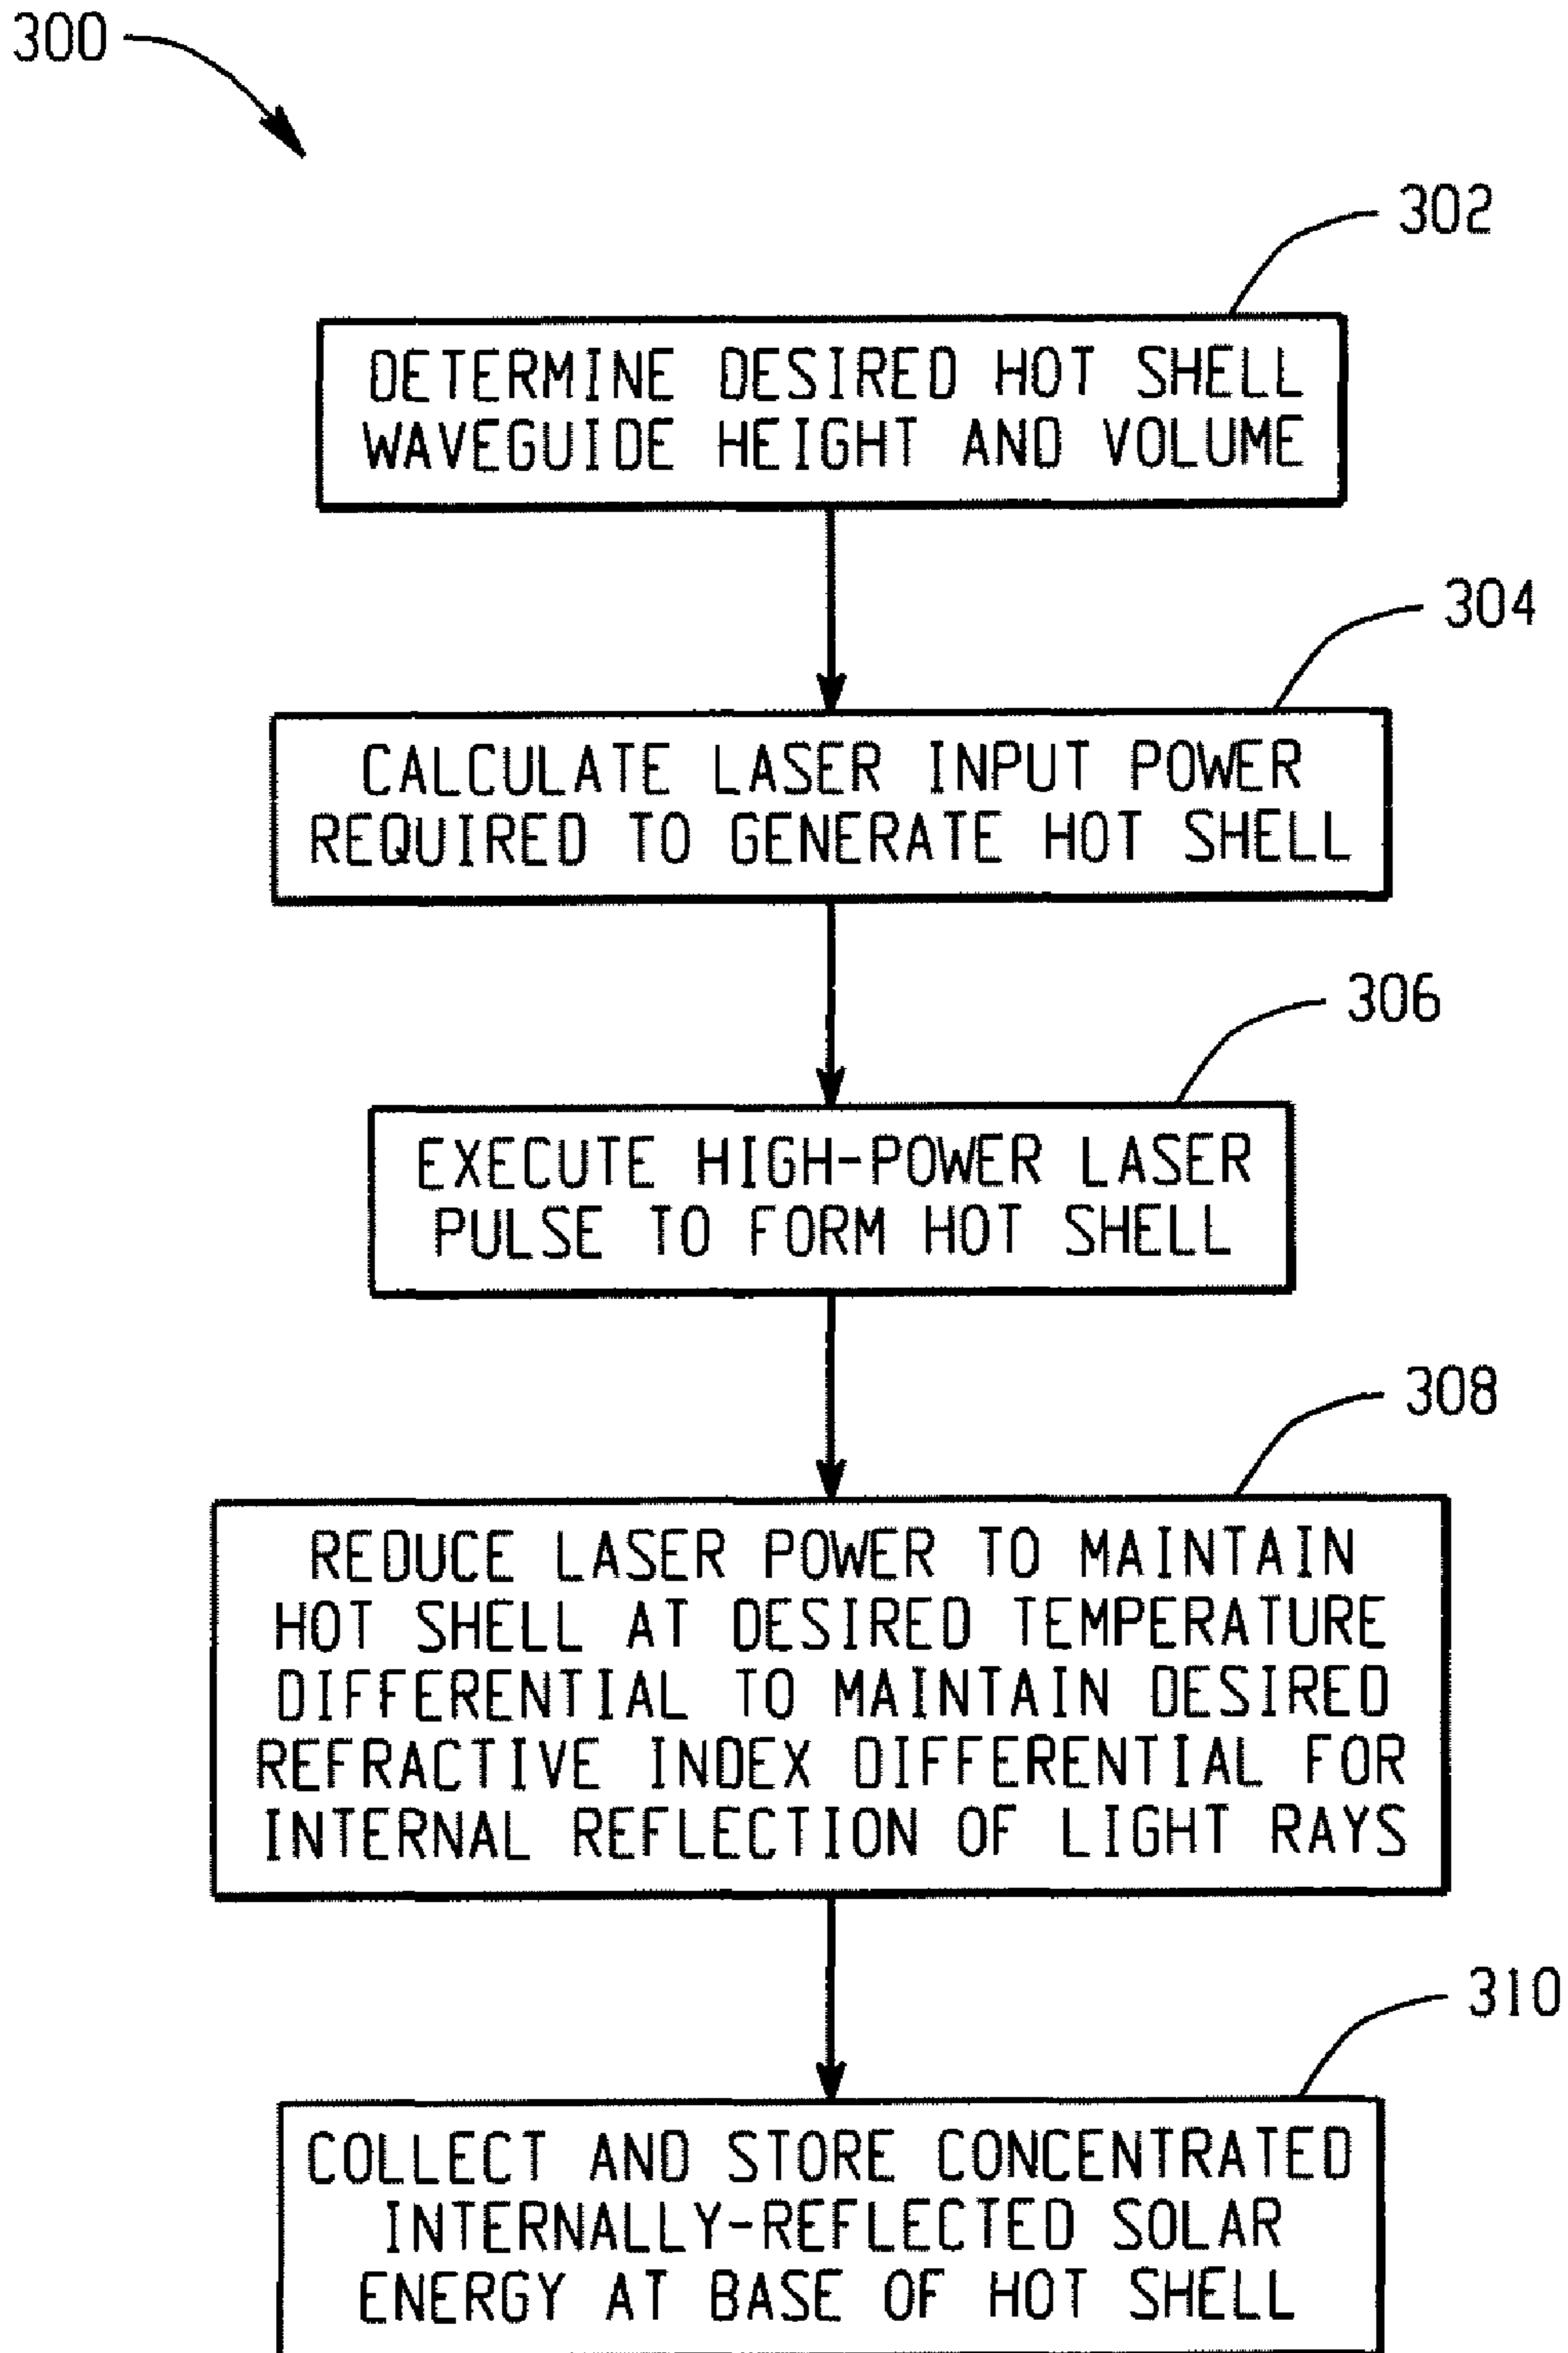 300
302
DETERMINE DESIRED HOT SHELL
WAVEGUIDE HEIGHT AND VOLUME
304
CALCULATE LASER INPUT POWER
REQUIRED TO GENERATE HOT SHELL
306
EXECUTE HIGH-POWER LASER
PULSE TO FORM HOT SHELL
308
REDUCE LASER POWER TO MAINTAIN
HOT SHELL AT DESIRED TEMPERATURE
DIFFERENTIAL TO MAINTAIN DESIRED
REFRACTIVE INDEX DIFFERENTIAL FOR
INTERNAL REFLECTION OF LIGHT RAYS
310
COLLECT AND STORE CONCENTRATED
INTERNALLY-REFLECTED SOLAR
ENERGY AT BASE OF HOT SHELL